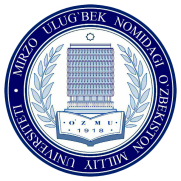 MIRZO ULUG'BEK NOMIDAGI O'ZBEKISTON MILLIY UNIVERSITETI •
O'ZMU
1918